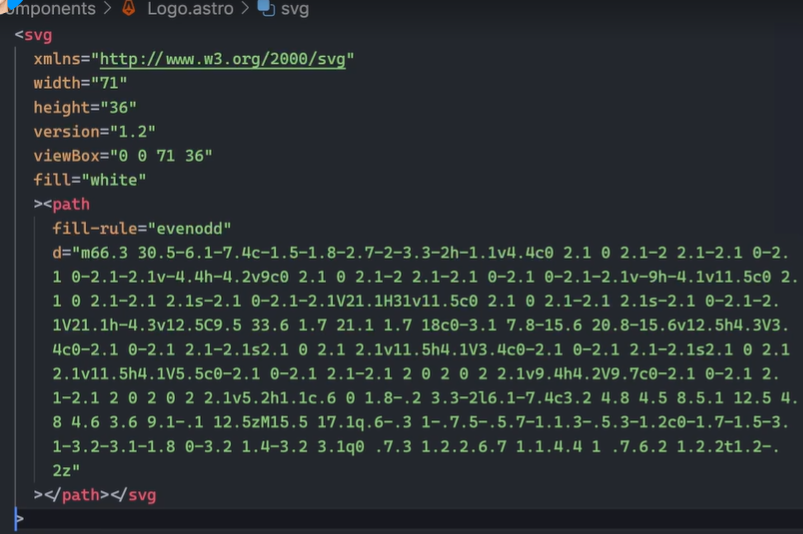 omponents > Logo.astro > svg
<svg
xmlns="http://www.w3.org/2000/svg"
width="71"
height="36"
version="1.2"
viewBox="0 0 71 36"
fill="white"
><path
fill-rule="evenodd"
d="m66.3 30.5-6.1-7.4c-1.5-1.8-2.7-2-3.3-2h-1.1v4.4c0 2.1 0 2.1-2 2.1-2.1 0-2.
1 0-2.1-2.1v-4.4h-4.2v9c0 2.1 0 2.1-2 2.1-2.1 0-2.1 0-2.1-2.1v-9h-4.1v11.5c0 2.
1 0 2.1-2.1 2.1s-2.1 0-2.1-2.1V21.1H31v11.5c0 2.1 0 2.1-2.1 2.1s-2.1 0-2.1-2.
1V21.1h-4.3v12.5C9.5 33.6 1.7 21.1 1.7 18c0-3.1 7.8-15.6 20.8-15.6v12.5h4.3V3.
4c0-2.1 0-2.1 2.1-2.1s2.1 0 2.1 2.1v11.5h4.1V3.4c0-2.1 0-2.1 2.1-2.1s2.1 0 2.1
2.1v11.5h4.1V5.5c0-2.1 0-2.1 2.1-2.1 2 0 2 0 2 2.1v9.4h4.2V9.7c0-2.1 0-2.1 2.
1-2.1 2 0 2 0 2 2.1v5.2h1.1c.6 0 1.8-.2 3.3-2l6.1-7.4c3.2 4.8 4.5 8.5.1 12.5 4.
8 4.6 3.6 9.1-.1 12.5zM15.5 17.1q.6-.3 1-.7.5-.5.7-1.1.3-.5.3-1.2c0-1.7-1.5-3.
1-3.2-3.1-1.8 0-3.2 1.4-3.2 3.1q0 .7.3 1.2.2.6.7 1.1.4.4 1 .7.6.2 1.2.2t1.2-.
2z"
></path></svg
>